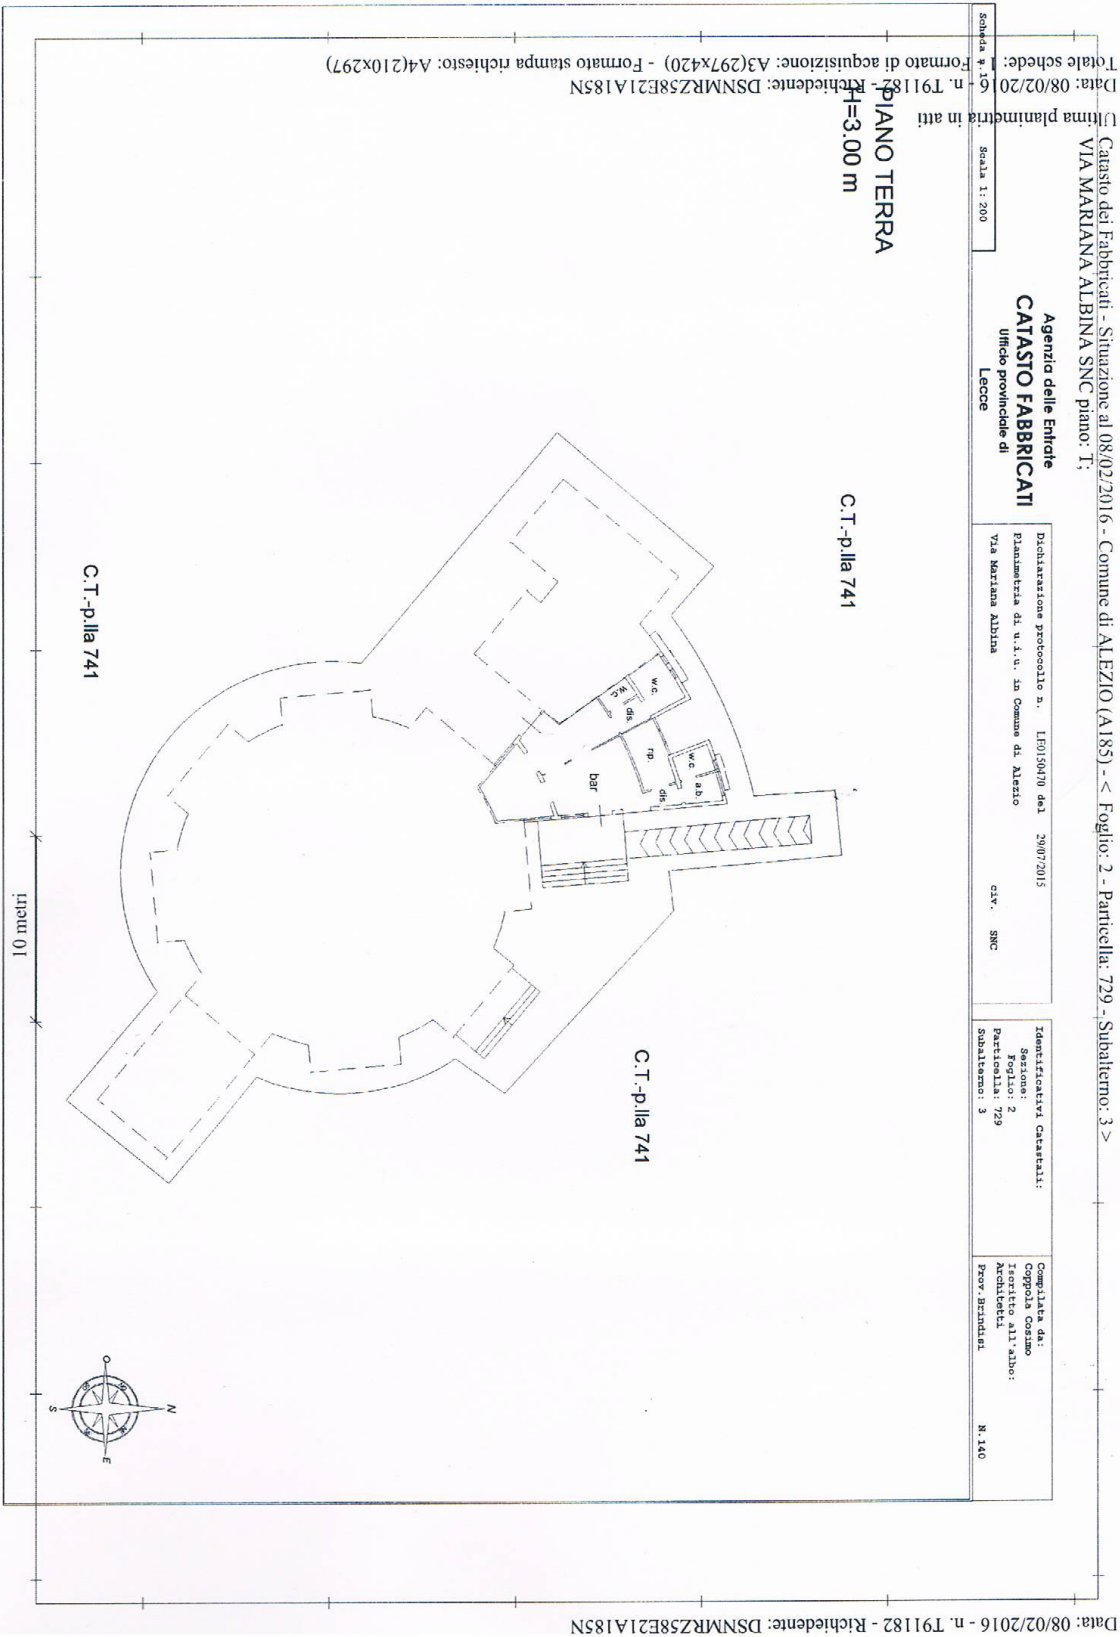 Data: 08/02/2016 - n. T91182 - Richiedente: DSNMRZ58E21A185N
Agenzia delle Entrate
CATASTO FABBRICATI
Ufficio provinciale di
Lecce
Dichiarazione protocollo n. LE0150470 del 29/07/2015
Planimetria di u.i.u. in Comune di Alezio
Via Mariana Albina civ. SNC
Identificativi Catastali:
Sezione:
Foglio: 2
Particella: 729
Subalterno: 3
Compilata da:
Coppola Cosimo
Iscritto all'albo:
Architetti
Prov. Brindisi N. 140
Scheda n. 1 Scala 1: 200
PIANO TERRA
H=3.00 m
C.T.-p.lla 741
C.T.-p.lla 741
C.T.-p.lla 741
w.c.
w.c.
dis.
rip.
w.c.
a.b.
dis.
bar
N
O
E
S
10 metri
Ultima planimetria in atti
Data: 08/02/2016 - n. T91182 - Richiedente: DSNMRZ58E21A185N
Totale schede: 1 - Formato di acquisizione: A3(297x420) - Formato stampa richiesto: A4(210x297)
Catasto dei Fabbricati - Situazione al 08/02/2016 - Comune di ALEZIO (A185) - < Foglio: 2 - Particella: 729 - Subalterno: 3 >
VIA MARIANA ALBINA SNC piano: T;